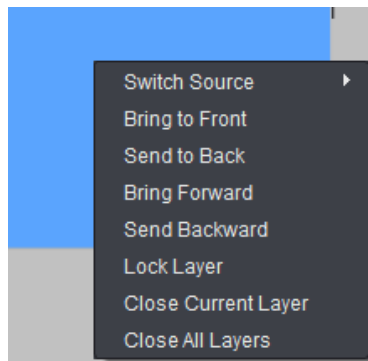 Switch Source
Bring to Front
Send to Back
Bring Forward
Send Backward
Lock Layer
Close Current Layer
Close All Layers